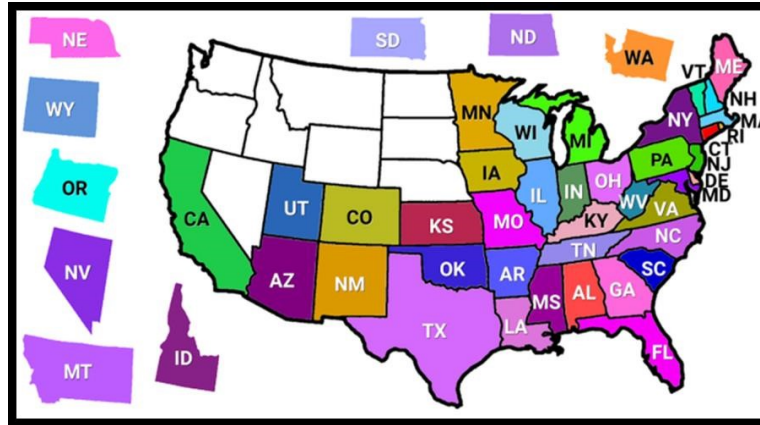 NE
SD
ND
WA
WY
OR
NV
MT
ID
VT
ME
NH
MA
RI
CT
NJ
DE
MD
NY
PA
MN
WI
MI
IA
IL
IN
OH
WV
VA
CA
UT
CO
KS
MO
KY
NC
TN
AZ
NM
OK
AR
SC
MS
AL
GA
TX
LA
FL